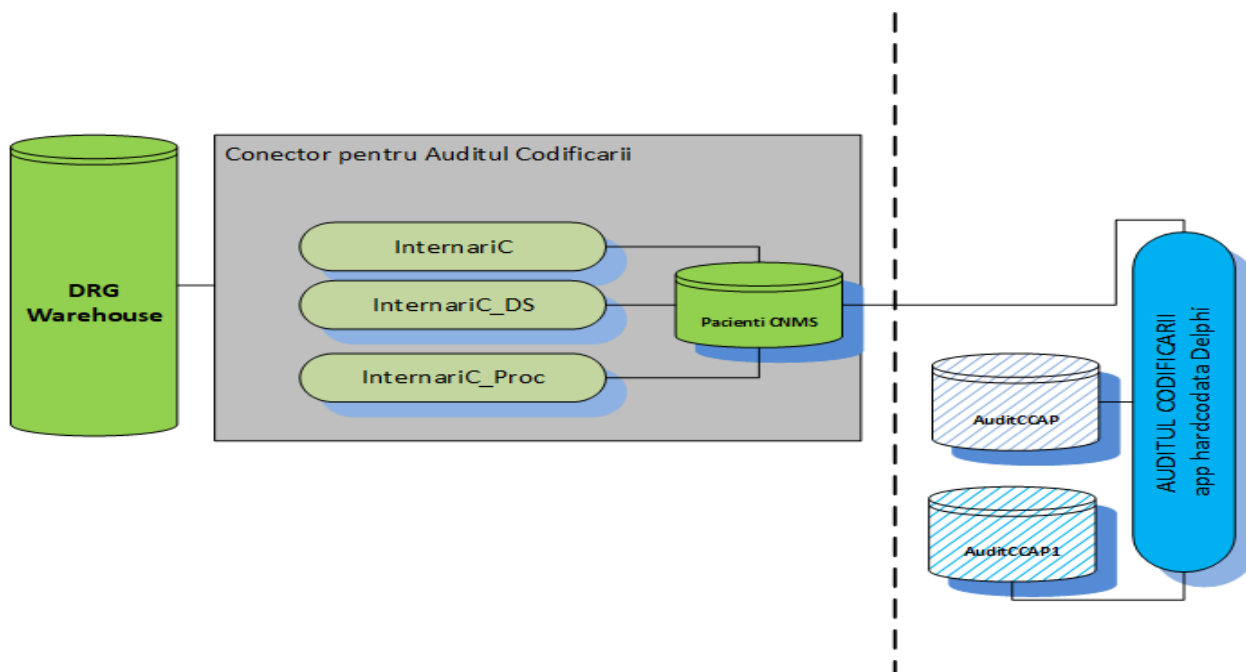 Conector pentru Auditul Codificarii
DRG
Warehouse
InternariC
InternariC_DS
InternariC_Proc
Pacienti CNMS
AuditCCAP
AuditCCAP1
AUDITUL CODIFICARII
app hardcodata Delphi